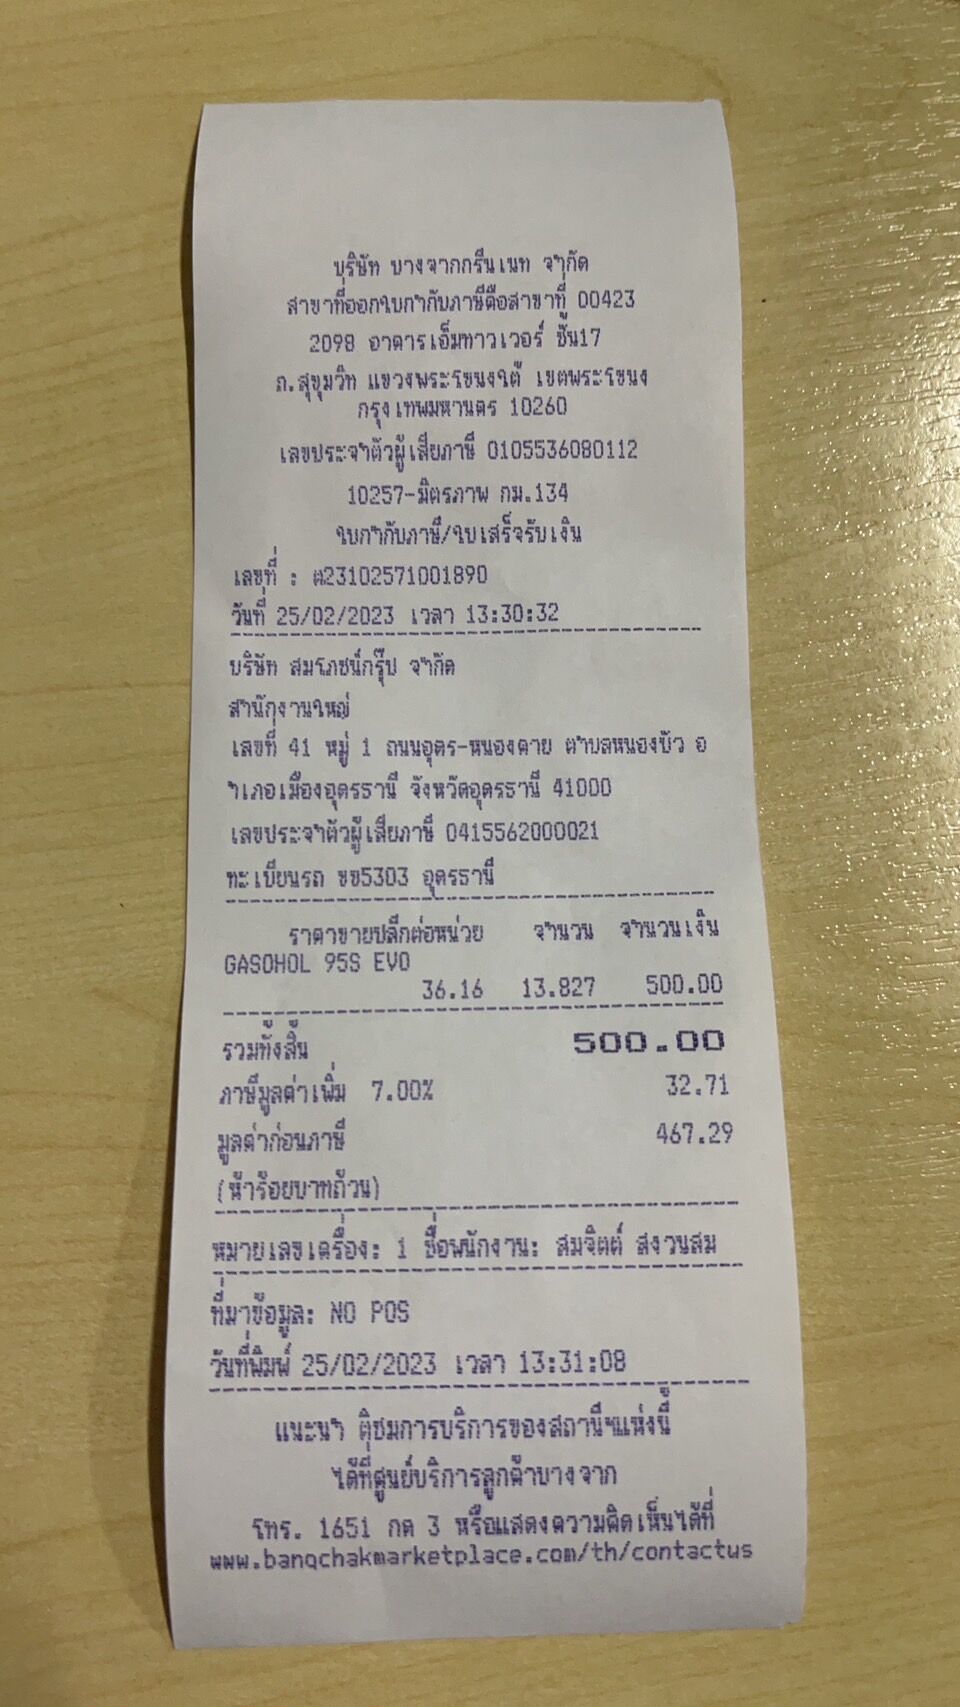 บริษัท บางจากกรีนเนท จำกัด
สาขาที่ออกใบกำกับภาษีคือสาขาที่ 00423
2098 อาคารเอ็มทาวเวอร์ ชั้น17
ถ.สุขุมวิท แขวงพระโขนงใต้ เขตพระโขนง
กรุงเทพมหานคร 10260
เลขประจำตัวผู้เสียภาษี 0105536080112
10257-มิตรภาพ กม.134
ใบกำกับภาษี/ใบเสร็จรับเงิน
เลขที่ : ต23102571001890
วันที่ 25/02/2023 เวลา 13:30:32
บริษัท สมโภชน์กรุ๊ป จำกัด
สำนักงานใหญ่
เลขที่ 41 หมู่ 1 ถนนอุดร-หนองคาย ตำบลหนองบัว อ
ำเภอเมืองอุดรธานี จังหวัดอุดรธานี 41000
เลขประจำตัวผู้เสียภาษี 0415562000021
ทะเบียนรถ ขข5303 อุดรธานี
ราคาขายปลีกต่อหน่วย จำนวน จำนวนเงิน
GASOHOL 95S EVO
36.16 13.827 500.00
รวมทั้งสิ้น 500.00
ภาษีมูลค่าเพิ่ม 7.00% 32.71
มูลค่าก่อนภาษี 467.29
(ห้าร้อยบาทถ้วน)
หมายเลขเครื่อง: 1 ชื่อพนักงาน: สมจิตต์ สงวนสม
ที่มาข้อมูล: NO POS
วันที่พิมพ์ 25/02/2023 เวลา 13:31:08
แนะนำ ติชมการบริการของสถานีฯแห่งนี้
ได้ที่ศูนย์บริการลูกค้าบางจาก
โทร. 1651 กด 3 หรือแสดงความคิดเห็นได้ที่
www.bangchakmarketplace.com/th/contactus